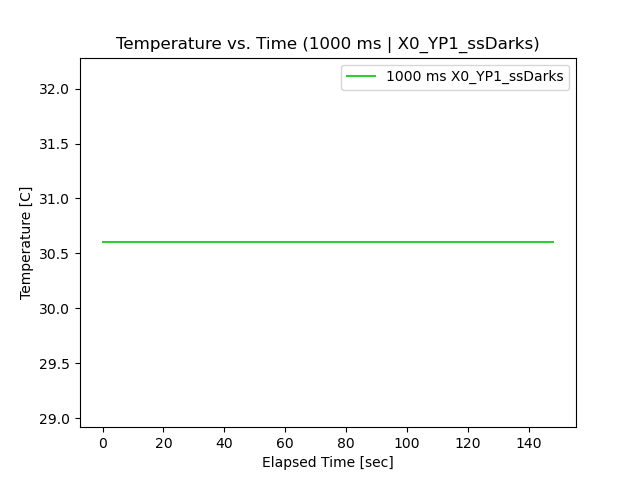 Temperature vs. Time (1000 ms | X0_YP1_ssDarks)
1000 ms X0_YP1_ssDarks
32.0
31.5
31.0
30.5
30.0
29.5
29.0
Temperature [C]
0 20 40 60 80 100 120 140
Elapsed Time [sec]